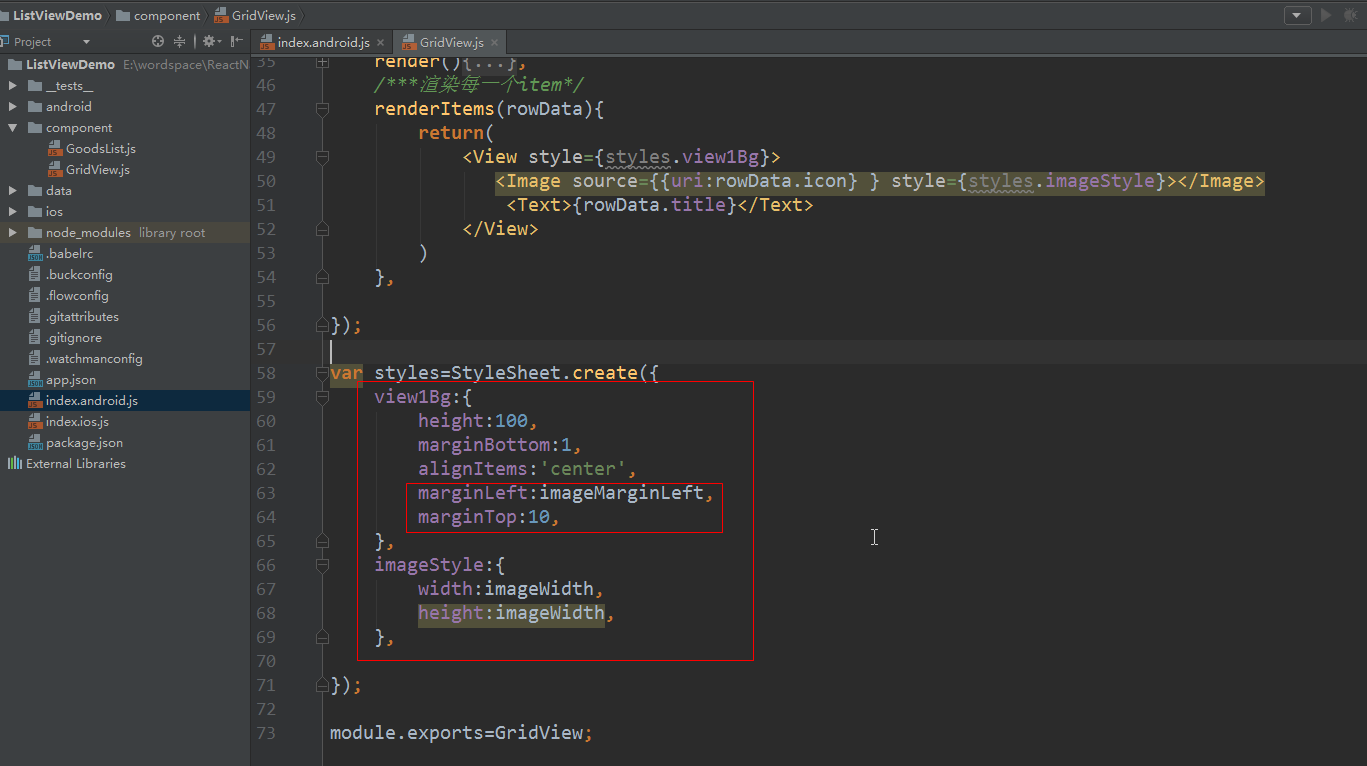 ListViewDemo component GridView.js
Project
index.android.js × GridView.js ×
ListViewDemo E:\wordspace\ReactN
__tests__
android
component
GoodsList.js
GridView.js
data
ios
node_modules library root
.babelrc
.buckconfig
.flowconfig
.gitattributes
.gitignore
.watchmanconfig
app.json
index.android.js
index.ios.js
package.json
External Libraries
35 render(){...},
46 /***渲染每一个item*/
47 renderItems(rowData){
48 return(
49 <View style={styles.view1Bg}>
50 <Image source={{uri:rowData.icon} } style={styles.imageStyle}></Image>
51 <Text>{rowData.title}</Text>
52 </View>
53 )
54 },
55
56 });
57
58 var styles=StyleSheet.create({
59 view1Bg:{
60 height:100,
61 marginBottom:1,
62 alignItems:'center',
63 marginLeft:imageMarginLeft,
64 marginTop:10,
65 },
66 imageStyle:{
67 width:imageWidth,
68 height:imageWidth,
69 },
70
71 });
72
73 module.exports=GridView;